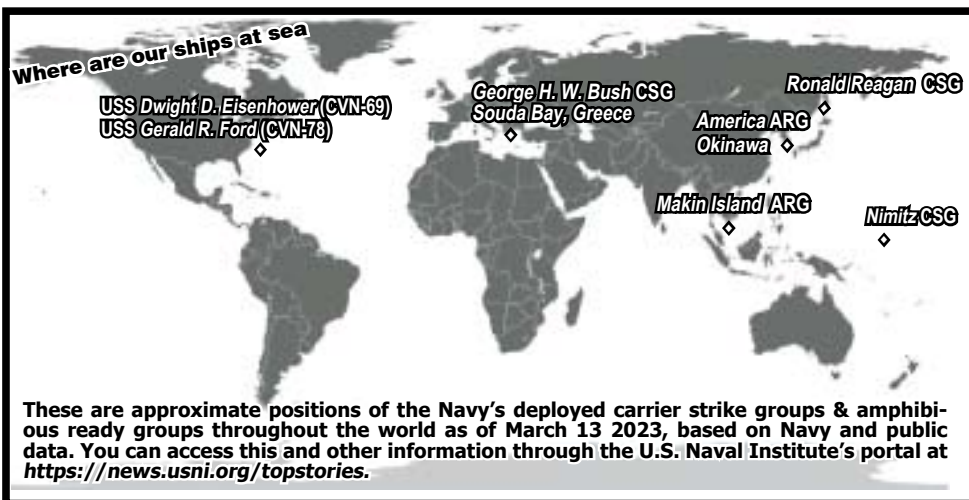 Where are our ships at sea
USS Dwight D. Eisenhower (CVN-69)
USS Gerald R. Ford (CVN-78)
George H. W. Bush CSG
Souda Bay, Greece
Ronald Reagan CSG
America ARG
Okinawa
Makin Island ARG
Nimitz CSG
These are approximate positions of the Navy's deployed carrier strike groups & amphibi-
ous ready groups throughout the world as of March 13 2023, based on Navy and public
data. You can access this and other information through the U.S. Naval Institute's portal at
https://news.usni.org/topstories.